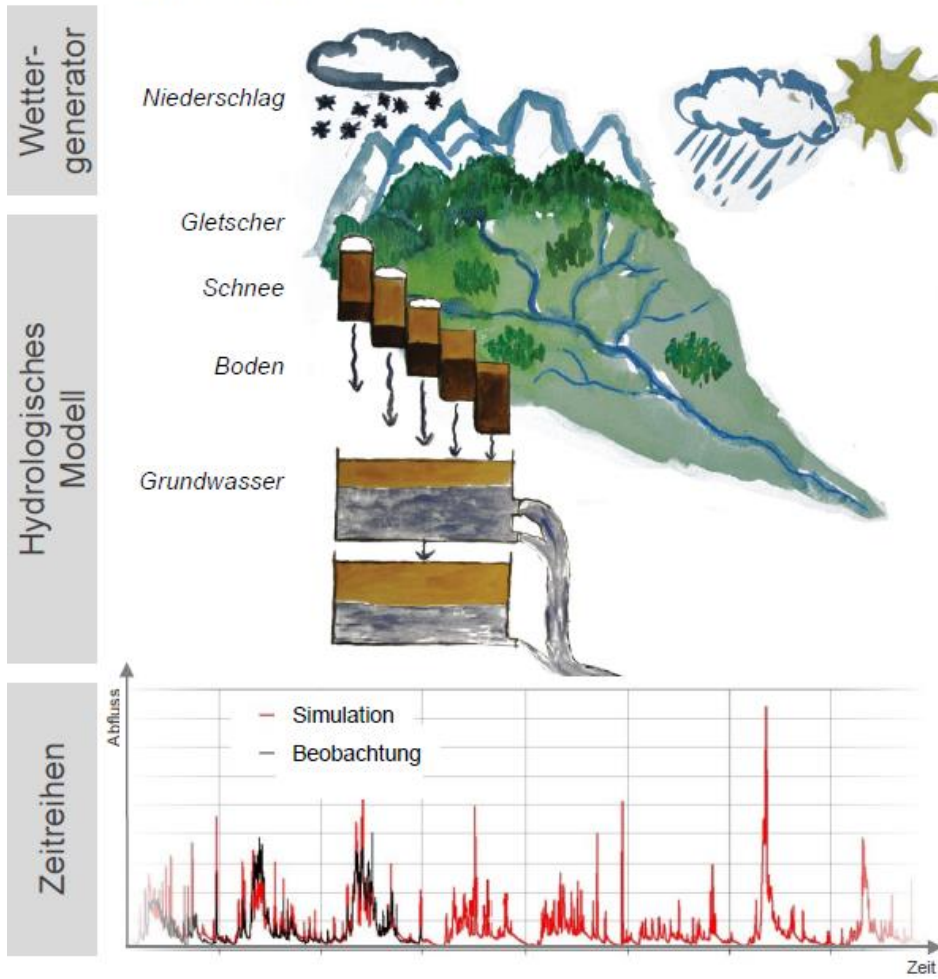 Wetter-
generator
Niederschlag
Hydrologisches
Modell
Gletscher
Schnee
Boden
Grundwasser
Zeitreihen
Abfluss
Simulation
Beobachtung
Zeit